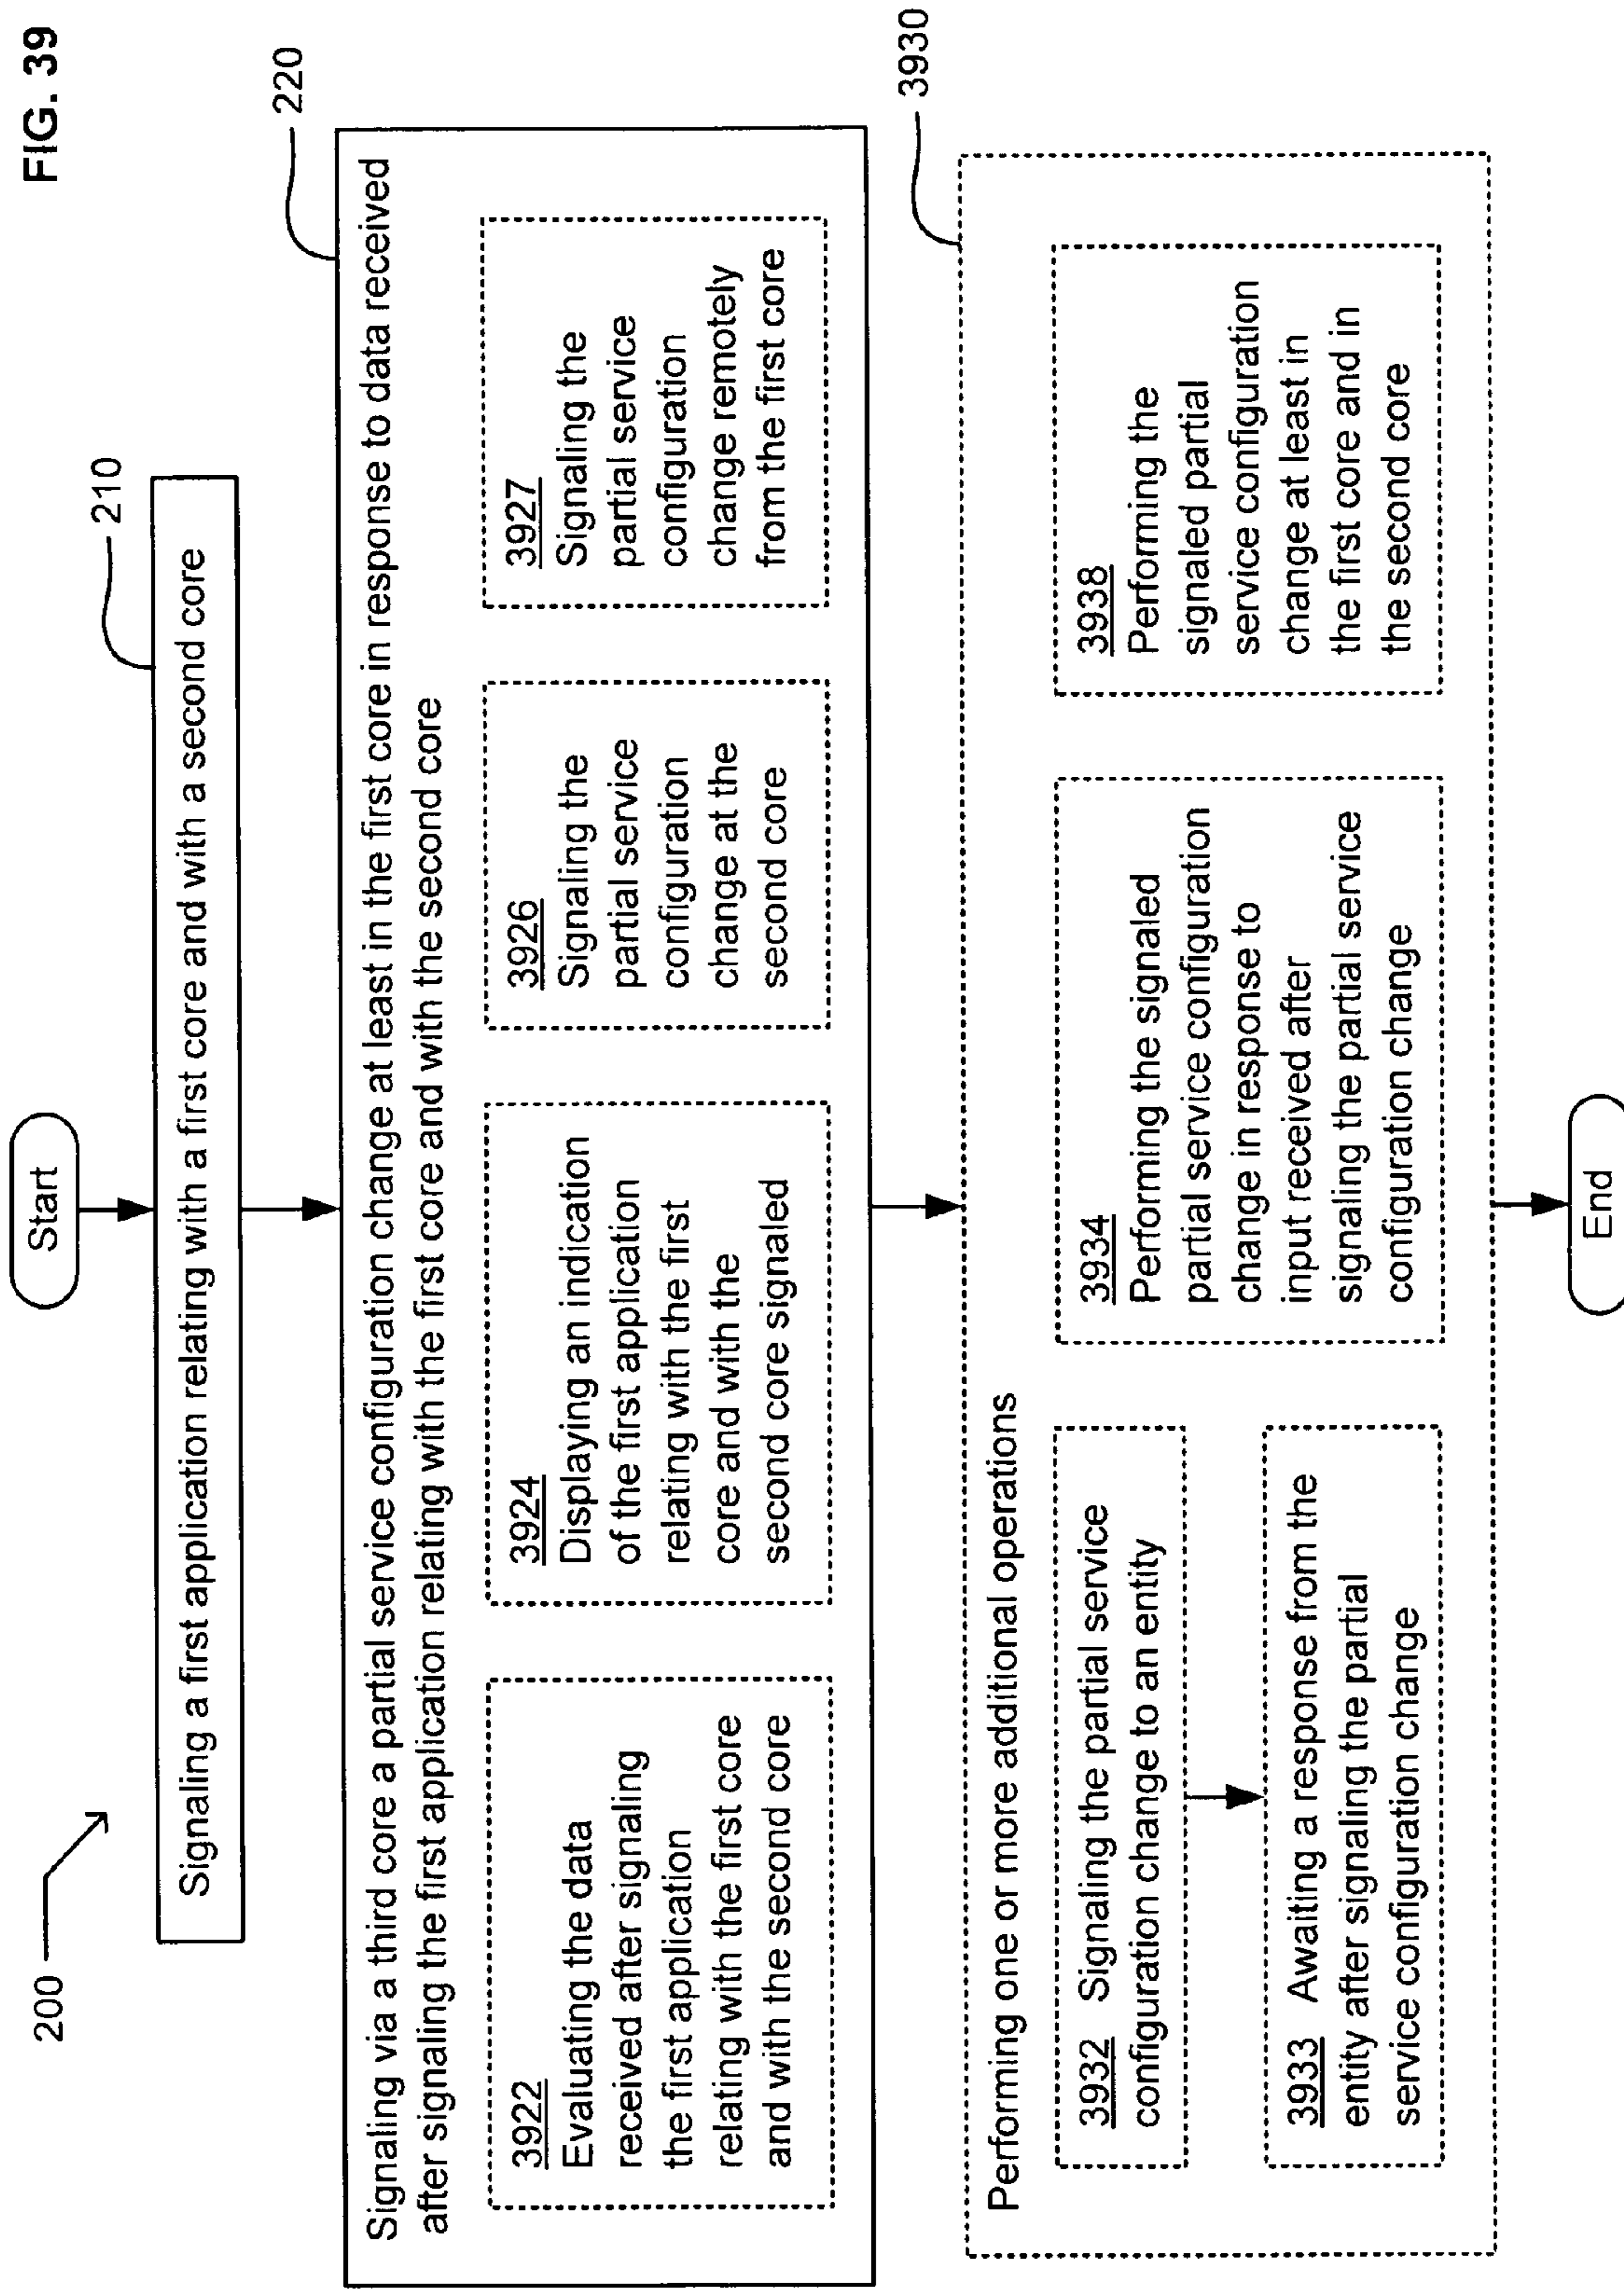 FIG. 39
200
Start
210
Signaling a first application relating with a first core and with a second core
220
Signaling via a third core a partial service configuration change at least in the first core in response to data received
after signaling the first application relating with the first core and with the second core
3922
Evaluating the data
received after signaling
the first application
relating with the first core
and with the second core
3924
Displaying an indication
of the first application
relating with the first
core and with the
second core signaled
3926
Signaling the
partial service
configuration
change at the
second core
3927
Signaling the
partial service
configuration
change remotely
from the first core
3930
Performing one or more additional operations
3932 Signaling the partial service
configuration change to an entity
3933 Awaiting a response from the
entity after signaling the partial
service configuration change
3934
Performing the signaled
partial service configuration
change in response to
input received after
signaling the partial service
configuration change
3938
Performing the
signaled partial
service configuration
change at least in
the first core and in
the second core
End